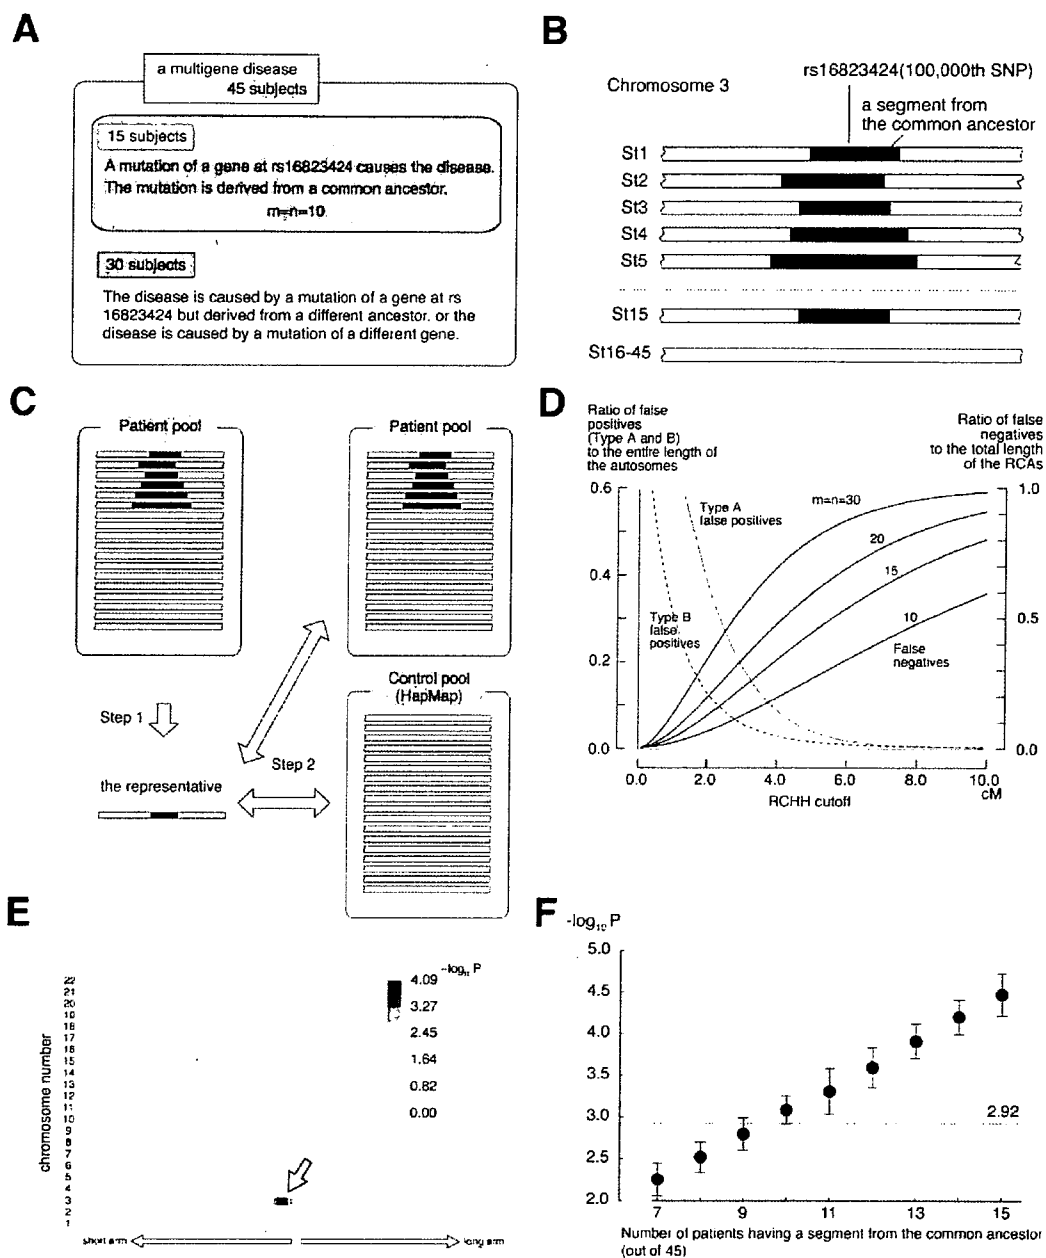 A
a multigene disease
45 subjects
15 subjects
A mutation of a gene at rs16823424 causes the disease.
The mutation is derived from a common ancestor.
m=n=10
30 subjects
The disease is caused by a mutation of a gene at rs
16823424 but derived from a different ancestor, or the
disease is caused by a mutation of a different gene.
B
Chromosome 3
rs16823424(100,000th SNP)
a segment from
the common ancestor
St1
St2
St3
St4
St5
St15
St16-45
C
Patient pool
Patient pool
Step 1
the representative
Step 2
Control pool
(HapMap)
D
Ratio of false
positives
(Type A and B)
to the entire length of
the autosomes
Ratio of false
negatives
to the total length
of the RCAs
0.6
0.4
0.2
0.0
1.0
0.5
0.0
Type A
false positives
Type B
false
positives
m=n=30
20
15
10
False
negatives
0.0 2.0 4.0 6.0 8.0 10.0
cM
RCHH cutoff
E
chromosome number
22
21
20
19
18
17
16
15
14
13
12
11
10
9
8
7
6
5
4
3
2
1
-log₁₀ P
4.09
3.27
2.45
1.64
0.82
0.00
short arm
long arm
F
-log₁₀ P
5.0
4.5
4.0
3.5
3.0
2.5
2.0
2.92
7 9 11 13 15
Number of patients having a segment from the common ancestor
(out of 45)